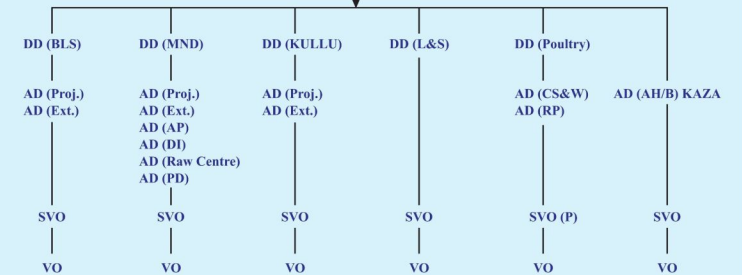 DD (BLS) DD (MND) DD (KULLU) DD (L&S) DD (Poultry)
AD (Proj.) AD (Proj.) AD (Proj.) AD (CS&W) AD (AH/B) KAZA
AD (Ext.) AD (Ext.) AD (Ext.) AD (RP)
AD (AP)
AD (DI)
AD (Raw Centre)
AD (PD)
SVO SVO SVO SVO SVO (P) SVO
VO VO VO VO VO VO